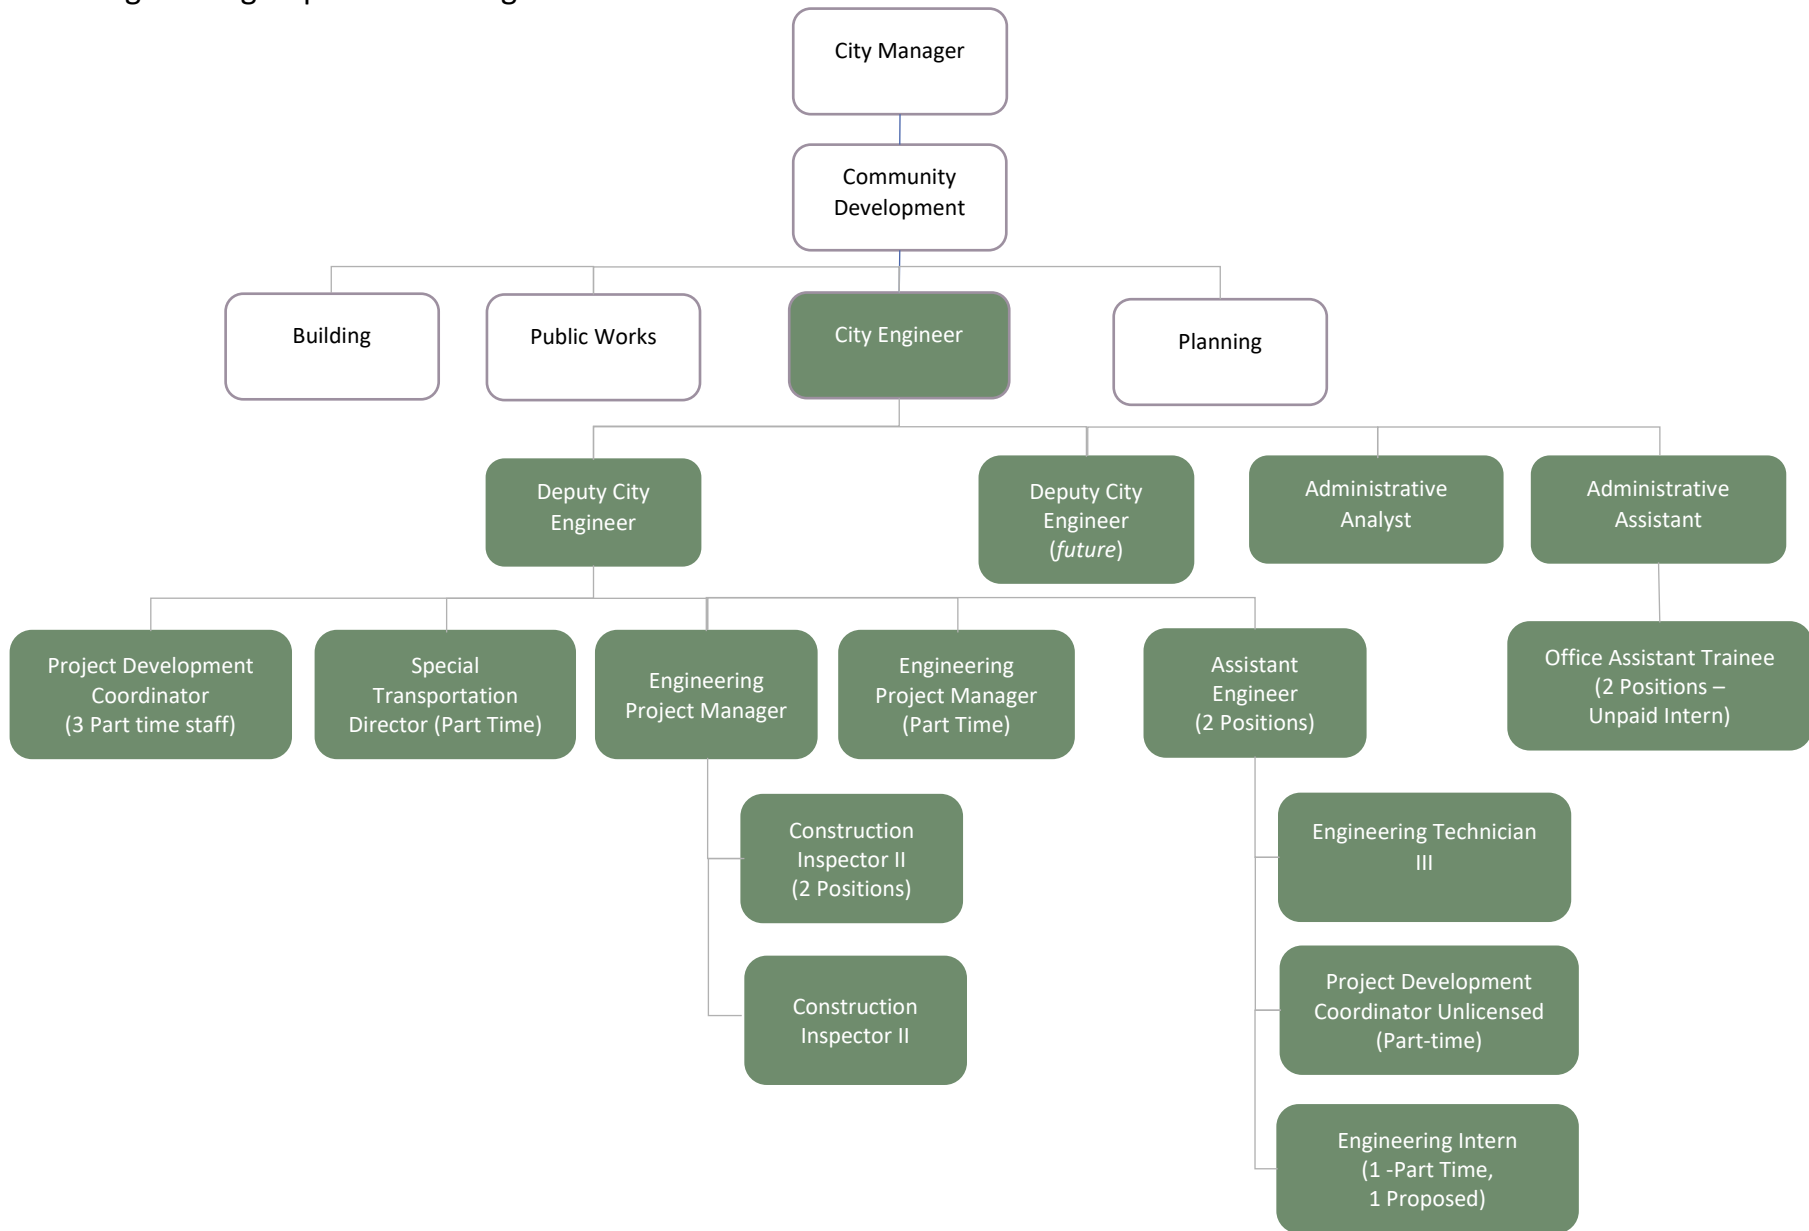 City Manager
Community
Development
Building
Public Works
City Engineer
Planning
Deputy City
Engineer
Deputy City
Engineer
(future)
Administrative
Analyst
Administrative
Assistant
Project Development
Coordinator
(3 Part time staff)
Special
Transportation
Director (Part Time)
Engineering
Project Manager
Engineering
Project Manager
(Part Time)
Assistant
Engineer
(2 Positions)
Office Assistant Trainee
(2 Positions –
Unpaid Intern)
Construction
Inspector II
(2 Positions)
Construction
Inspector II
Engineering Technician
III
Project Development
Coordinator Unlicensed
(Part-time)
Engineering Intern
(1 -Part Time,
1 Proposed)